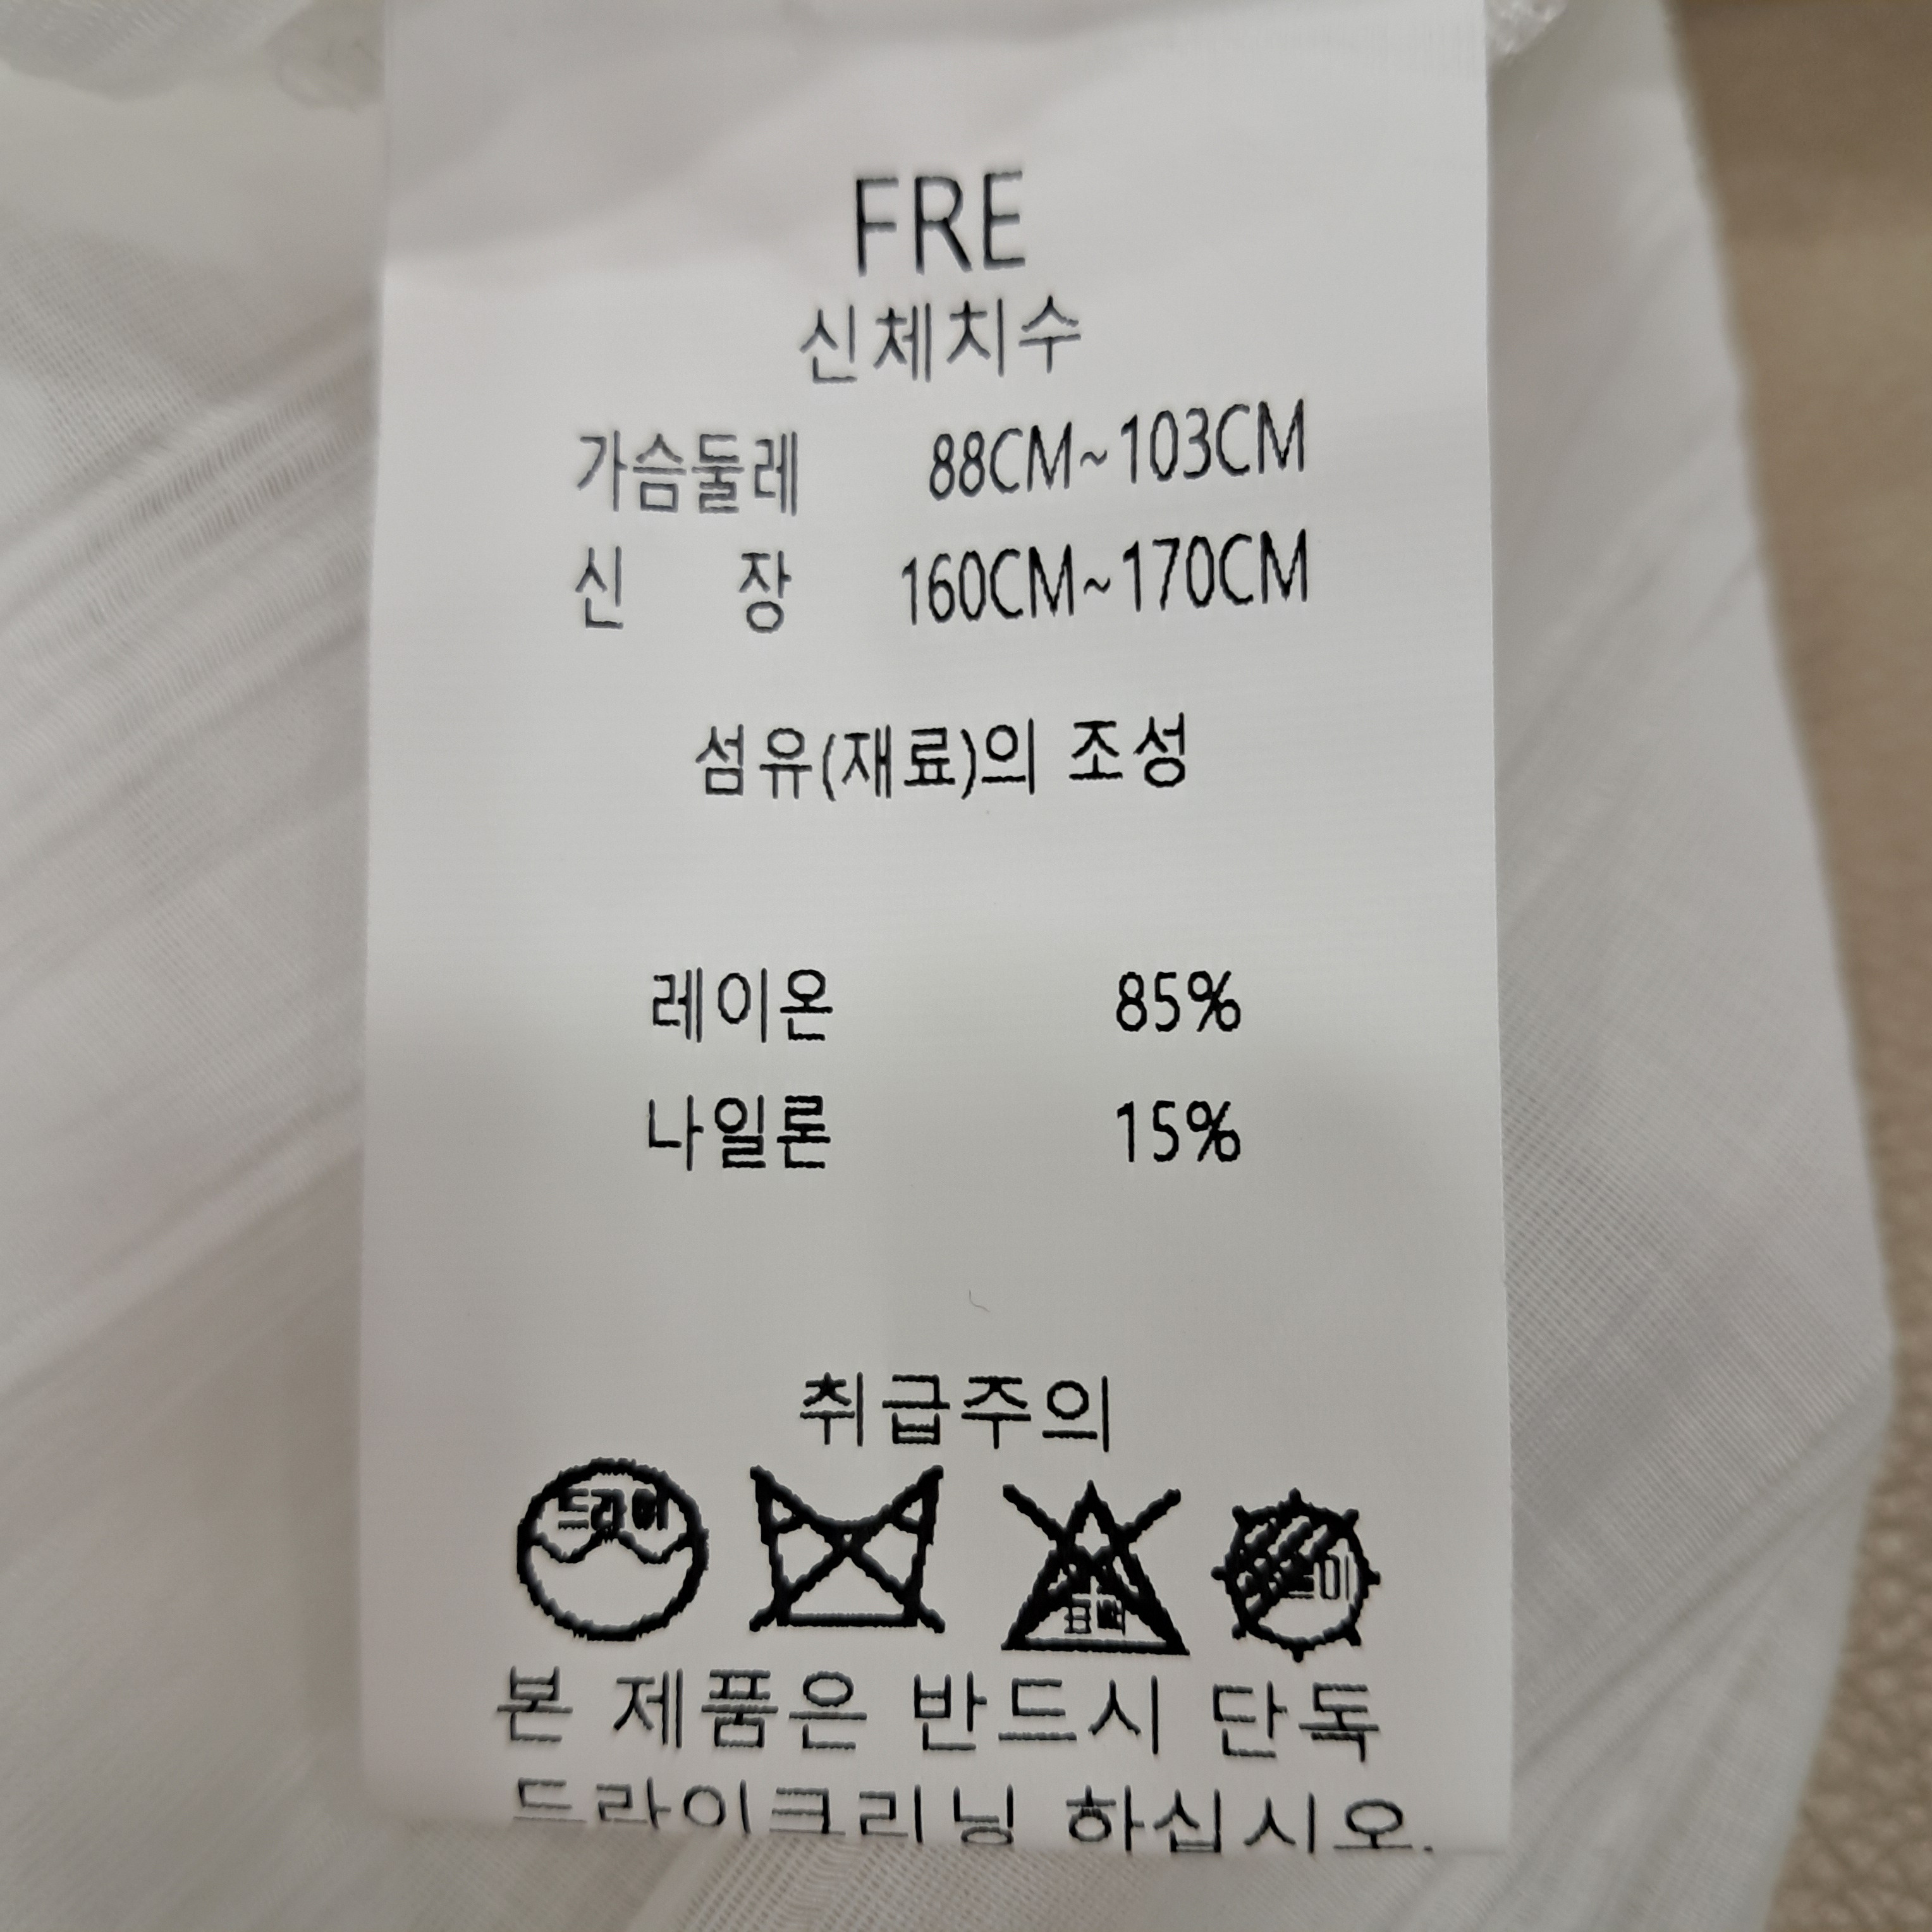 FRE
신체치수
가슴둘레 88CM~103CM
신 장 160CM~170CM
섬유(재료)의 조성
레이온 85%
나일론 15%
취급주의
드라이
표백
본 제품은 반드시 단독
드라이크리닝 하십시오.